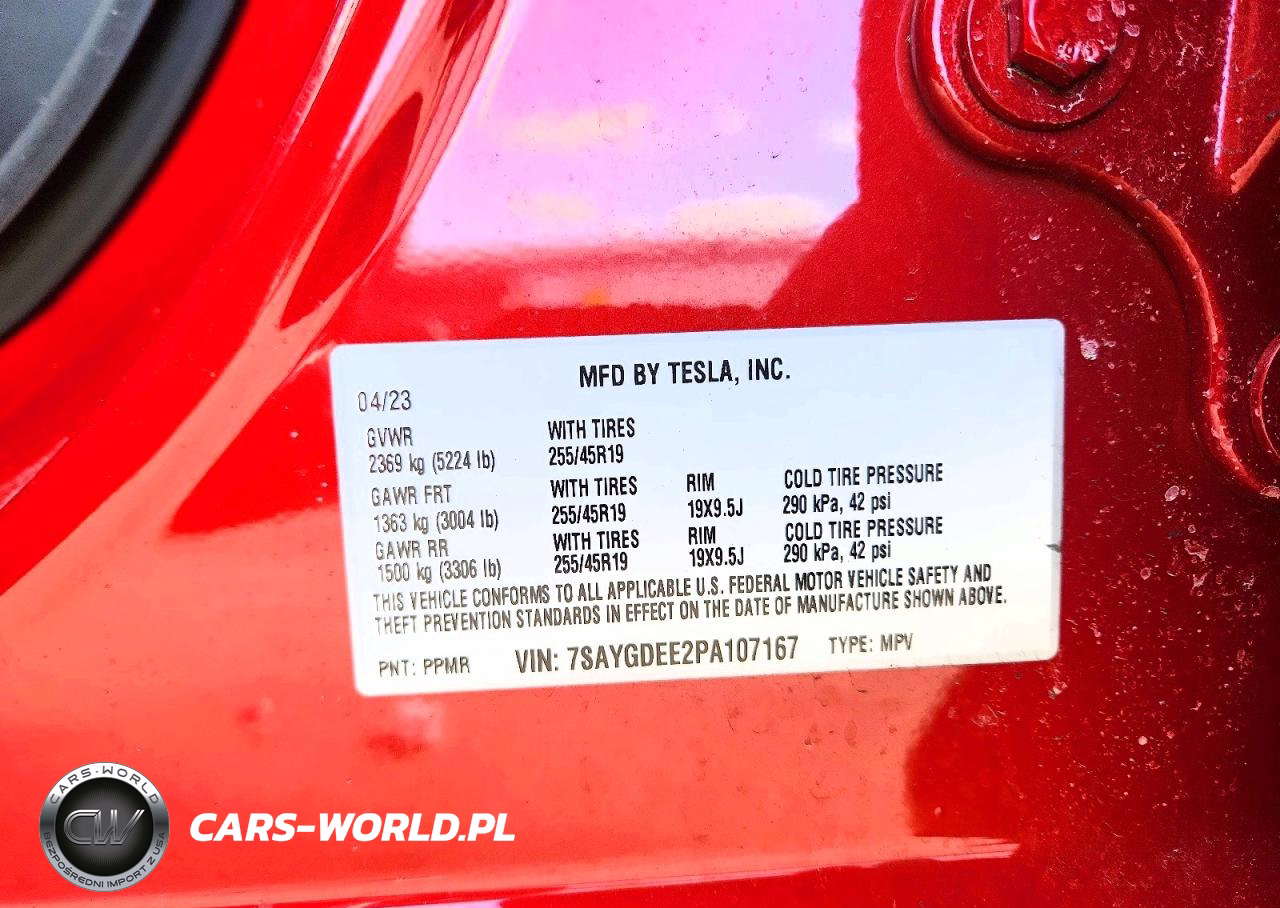 MFD BY TESLA, INC.
04/23
GVWR WITH TIRES
2369 kg (5224 lb) 255/45R19
GAWR FRT WITH TIRES RIM COLD TIRE PRESSURE
1363 kg (3004 lb) 255/45R19 19X9.5J 290 kPa, 42 psi
GAWR RR WITH TIRES RIM COLD TIRE PRESSURE
1500 kg (3306 lb) 255/45R19 19X9.5J 290 kPa, 42 psi
THIS VEHICLE CONFORMS TO ALL APPLICABLE U.S. FEDERAL MOTOR VEHICLE SAFETY AND
THEFT PREVENTION STANDARDS IN EFFECT ON THE DATE OF MANUFACTURE SHOWN ABOVE.
PNT: PPMR VIN: 7SAYGDEE2PA107167 TYPE: MPV
CARS-WORLD
CW
BEZPOŚREDNI IMPORT Z USA
CARS-WORLD.PL